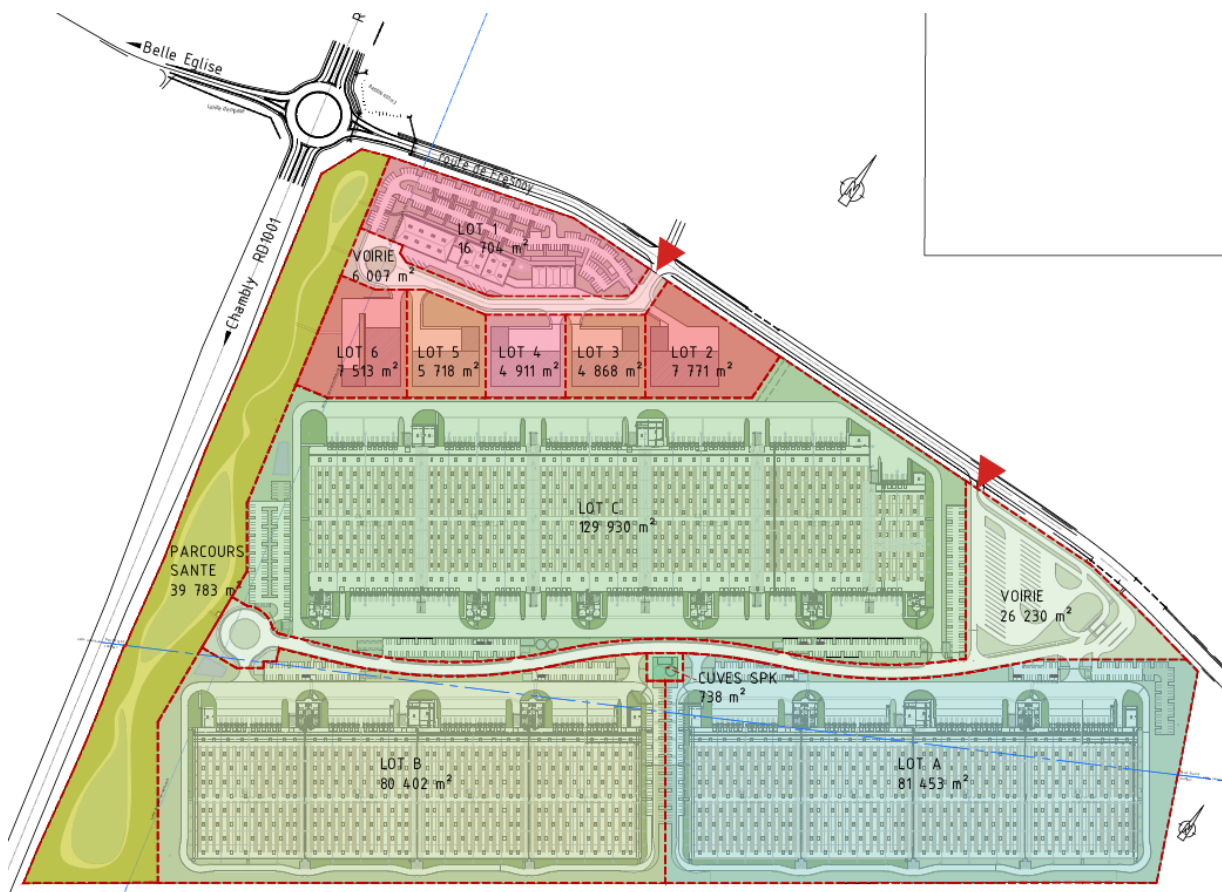 R
Belle Eglise
route de Fresnoy
Chambly RD1001
LOT 1
16 704 m²
VOIRIE
6 007 m²
LOT 6
7 513 m²
LOT 5
5 718 m²
LOT 4
4 911 m²
LOT 3
4 868 m²
LOT 2
7 771 m²
LOT C
129 930 m²
PARCOURS
SANTE
39 783 m²
VOIRIE
26 230 m²
CUVES SPK
738 m²
LOT B
80 402 m²
LOT A
81 453 m²
N
N